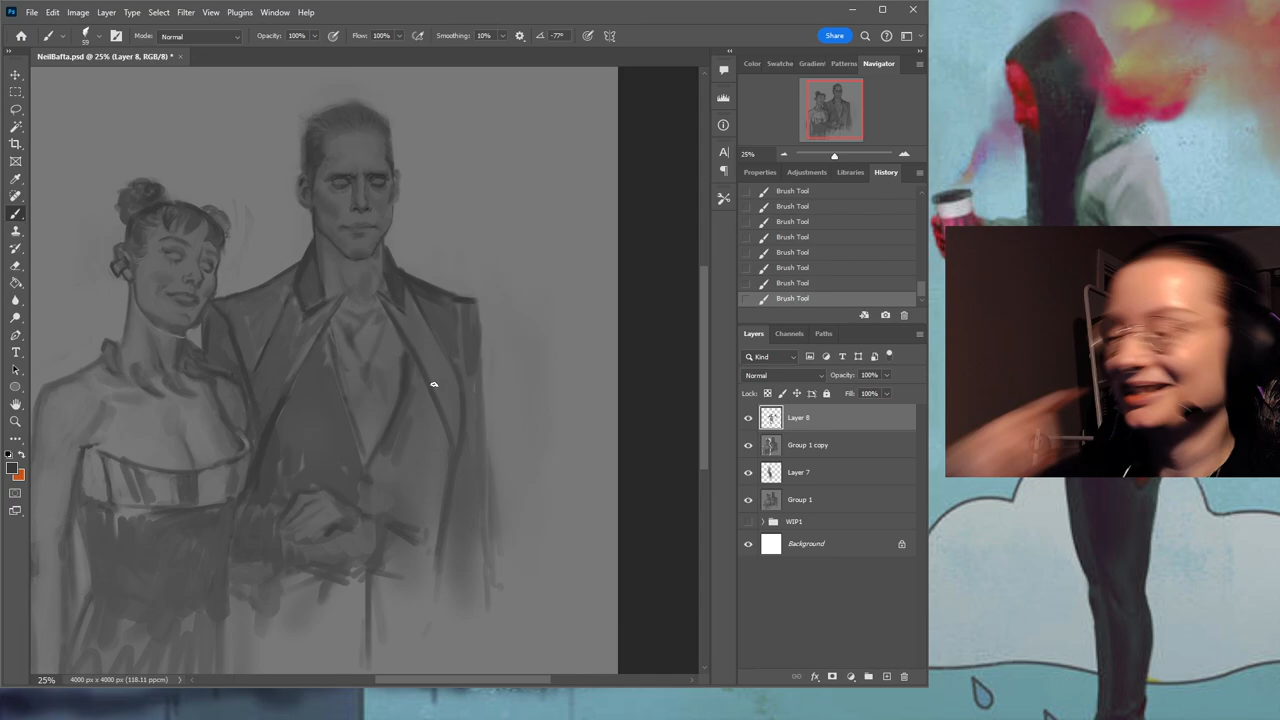 Ps File Edit Image Layer Type Select Filter View Plugins Window Help
59 Mode: Normal Opacity: 100% Flow: 100% Smoothing: 10% -77° Share
NeilBafta.psd @ 25% (Layer 8, RGB/8) *
Color Swatche Gradien Patterns Navigator
25%
Properties Adjustments Libraries History
Brush Tool
Brush Tool
Brush Tool
Brush Tool
Brush Tool
Brush Tool
Brush Tool
Brush Tool
Layers Channels Paths
Kind
Normal Opacity: 100%
Lock: Fill: 100%
Layer 8
Group 1 copy
Layer 7
Group 1
WIP1
Background
25% 4000 px x 4000 px (118.11 ppcm)